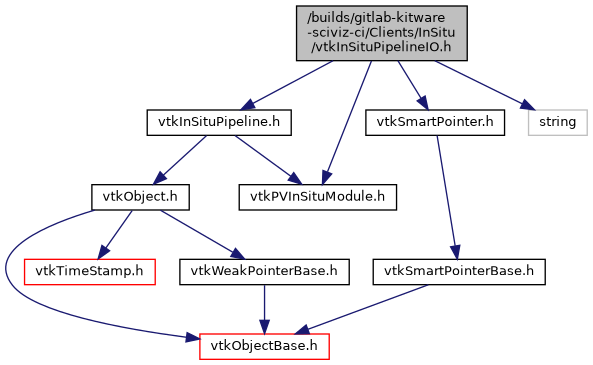 /builds/gitlab-kitware
-sciviz-ci/Clients/InSitu
/vtkInSituPipelineIO.h
vtkInSituPipeline.h
vtkSmartPointer.h
string
vtkObject.h
vtkPVInSituModule.h
vtkTimeStamp.h
vtkWeakPointerBase.h
vtkSmartPointerBase.h
vtkObjectBase.h